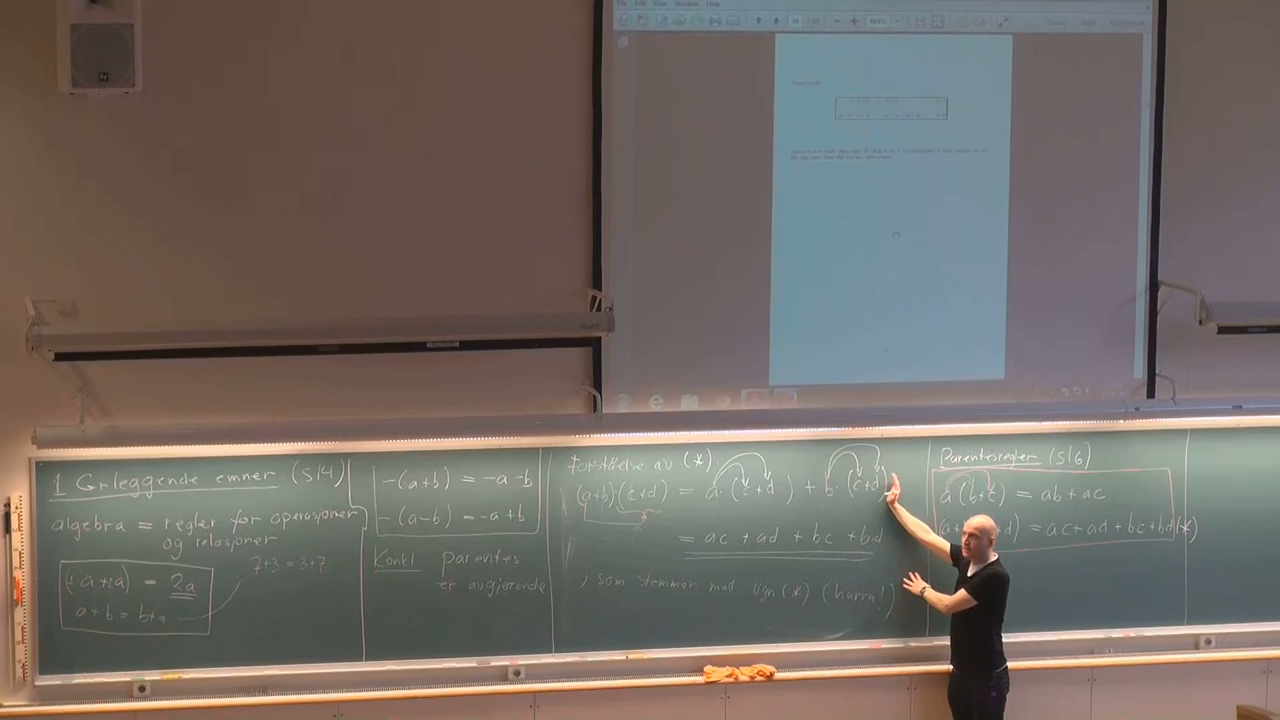 1 Grleggende emner (S14)
algebra = regler for operasjoner
og relasjoner
= 2a
a+b = b+a
7+3 = 3+7
-(a+b) = -a-b
-(a-b) = -a+b
Konkl parentes
er avgjørende
Forståelse av (*)
(a+b)(c+d) = a·(c+d) + b·(c+d)
= ac + ad + bc + bd
, som stemmer med lign (*) (hurra!)
Parentesregler (S16)
a(b+c) = ab+ac
+d) = ac+ad+bc+bd (*)